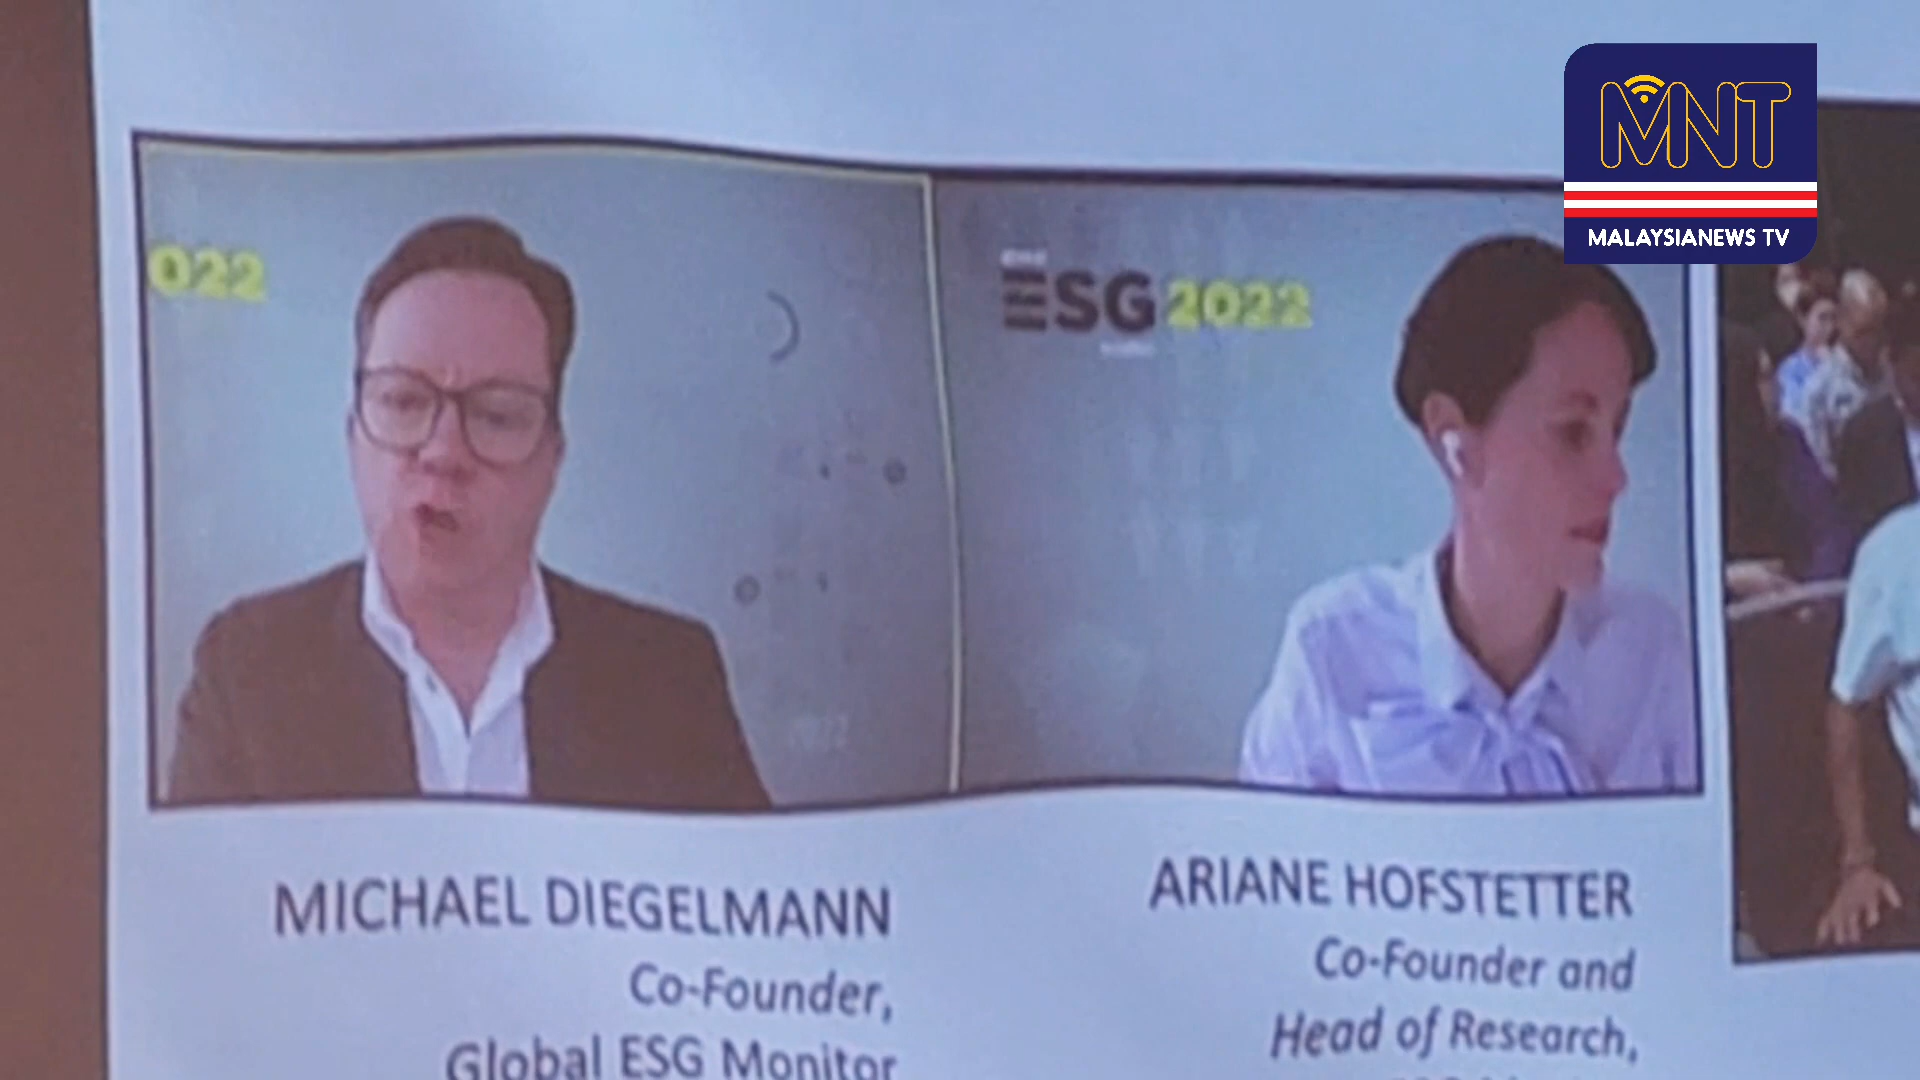 MNT
MALAYSIANEWS TV
022
ESG 2022
MICHAEL DIEGELMANN
Co-Founder,
Global ESG Monitor
ARIANE HOFSTETTER
Co-Founder and
Head of Research,